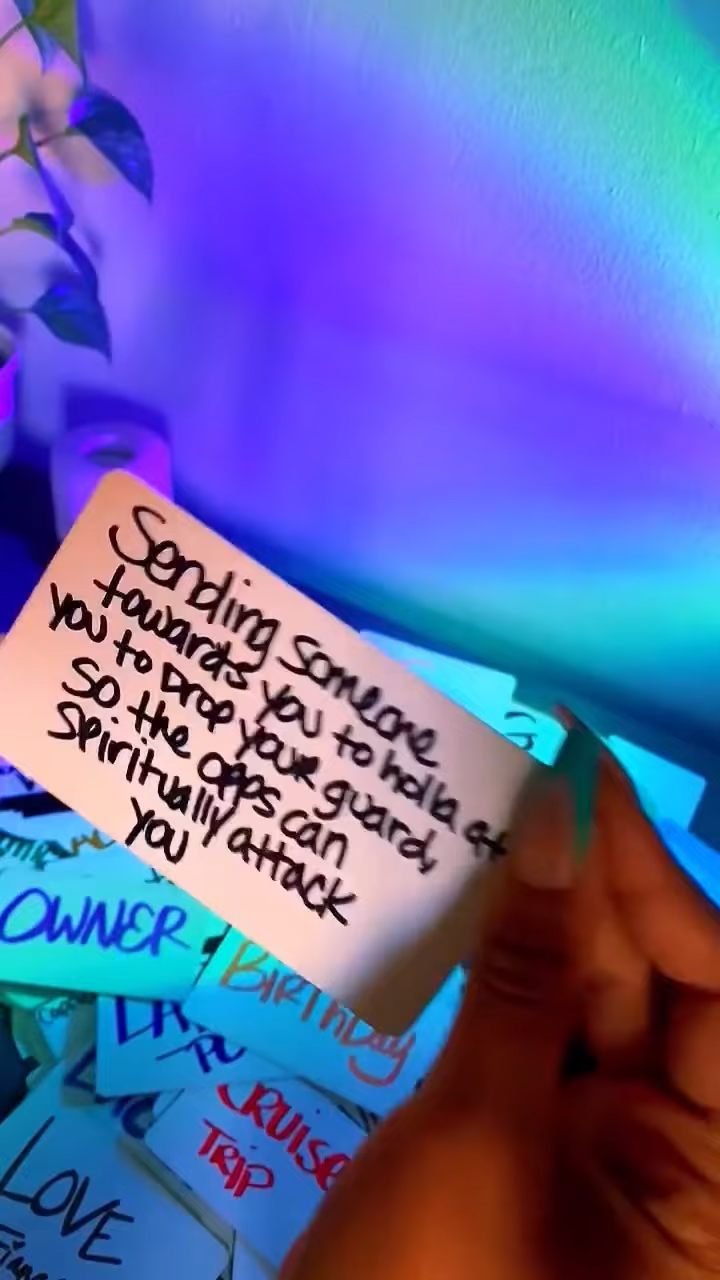 Sending someone
towards you to holla at
you to Drop your guard,
so the opps can
spiritually attack
you
OWNER
BIRTHDay
CRUISE
TRIP
LOVE